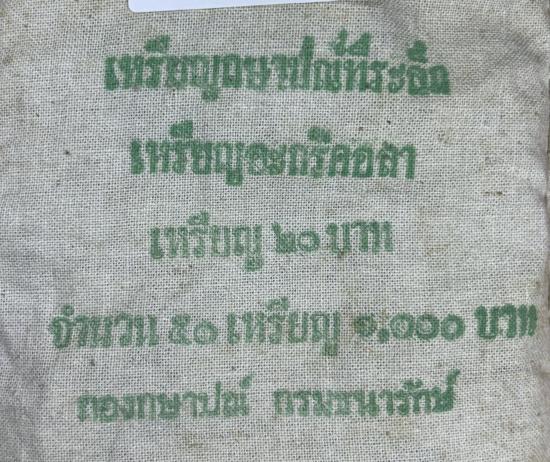 เหรียญกษาปณ์ที่ระลึก
เหรียญอะกรีคอลา
เหรียญ ๒๐ บาท
จำนวน ๕๐ เหรียญ ๑,๐๐๐ บาท
กองกษาปณ์ กรมธนารักษ์